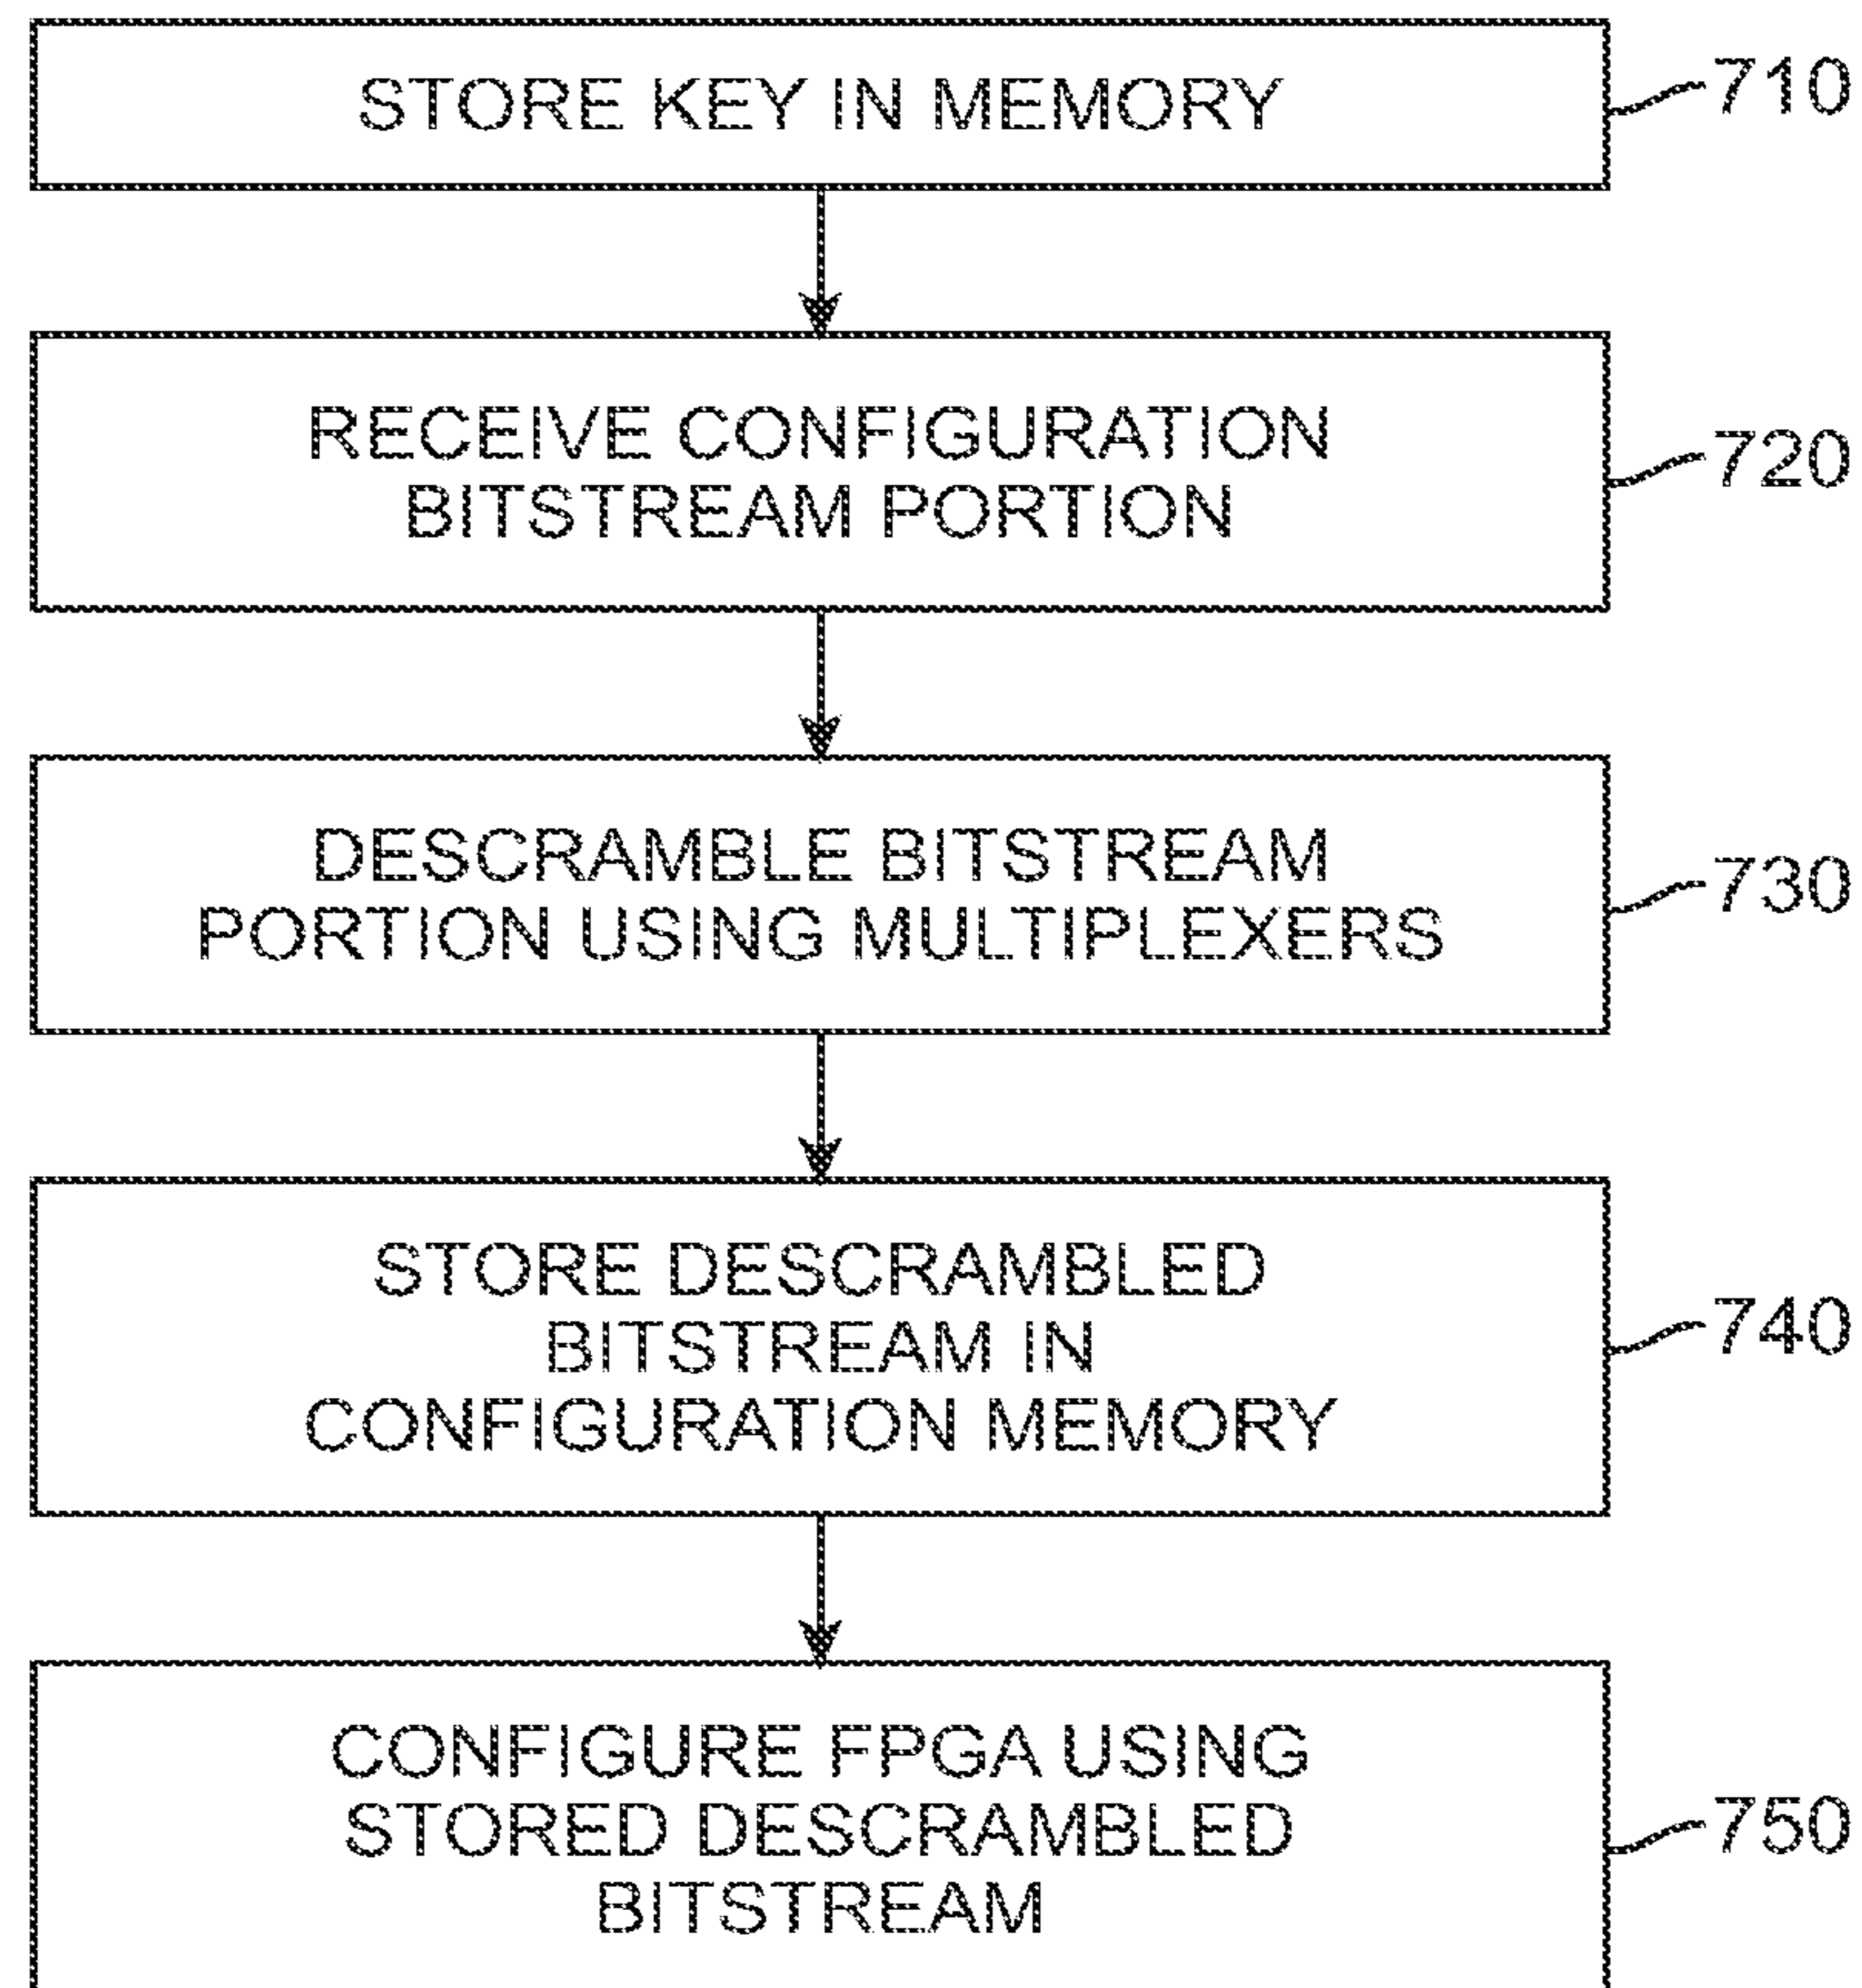 STORE KEY IN MEMORY
710
RECEIVE CONFIGURATION
BITSTREAM PORTION
720
DESCRAMBLE BITSTREAM
PORTION USING MULTIPLEXERS
730
STORE DESCRAMBLED
BITSTREAM IN
CONFIGURATION MEMORY
740
CONFIGURE FPGA USING
STORED DESCRAMBLED
BITSTREAM
750